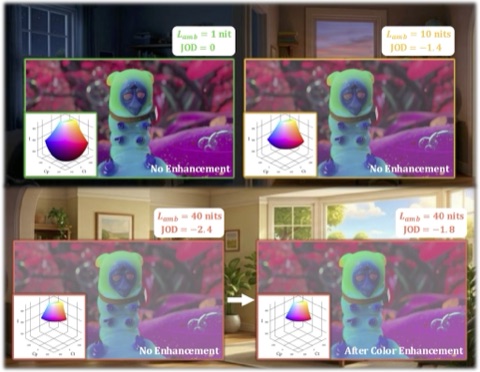 L_amb = 1 nit
JOD = 0
No Enhancement
L_amb = 10 nits
JOD = −1.4
No Enhancement
L_amb = 40 nits
JOD = −2.4
No Enhancement
L_amb = 40 nits
JOD = −1.8
After Color Enhancement